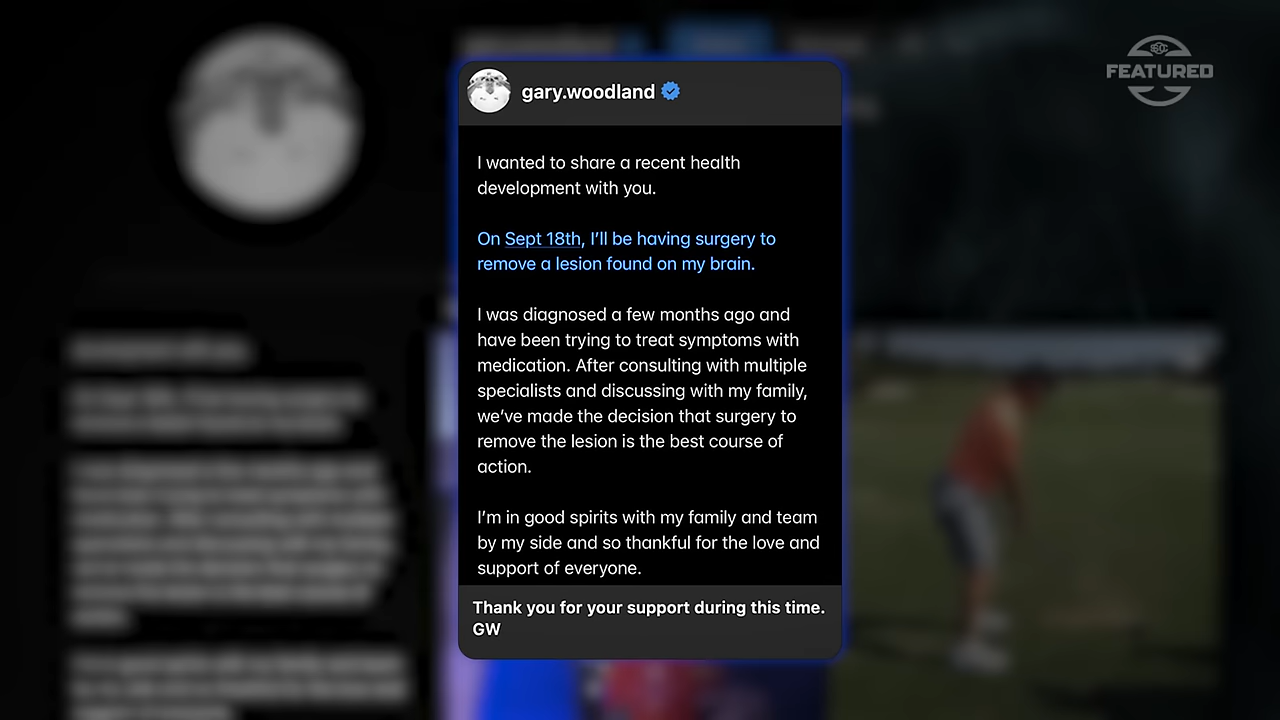 SC
FEATURED
gary.woodland
I wanted to share a recent health
development with you.
On Sept 18th, I’ll be having surgery to
remove a lesion found on my brain.
I was diagnosed a few months ago and
have been trying to treat symptoms with
medication. After consulting with multiple
specialists and discussing with my family,
we’ve made the decision that surgery to
remove the lesion is the best course of
action.
I’m in good spirits with my family and team
by my side and so thankful for the love and
support of everyone.
Thank you for your support during this time.
GW